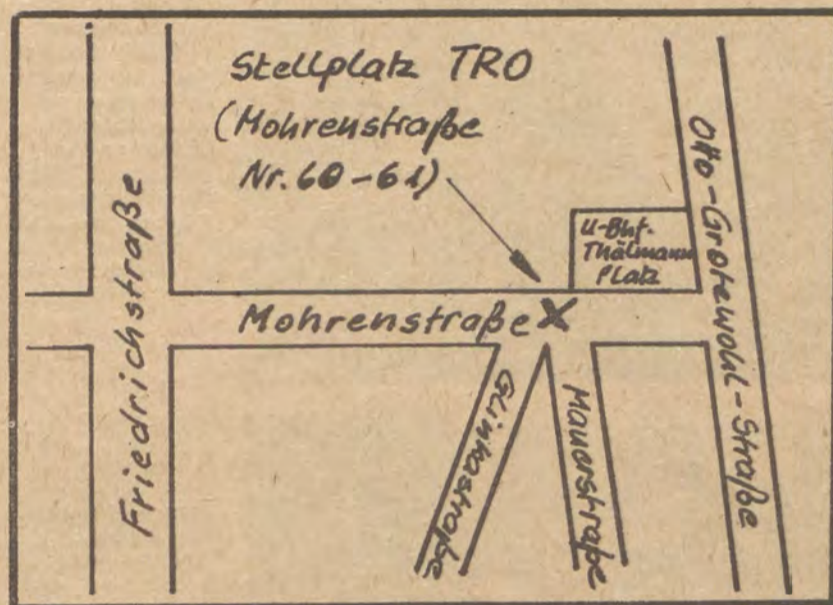 Stellplatz TRO
(Mohrenstraße
Nr. 60-61)
U-Bhf.
Thälmann
Platz
Otto-Grotewohl-Straße
Friedrichstraße
Mohrenstraße X
Glinkastraße
Mauerstraße